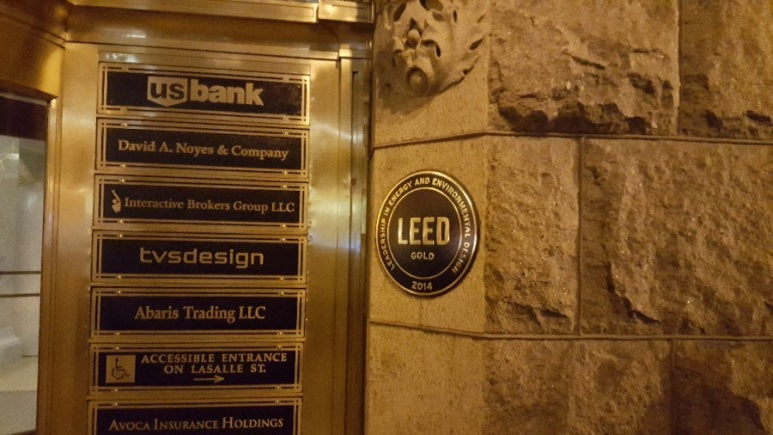 usbank
David A. Noyes & Company
Interactive Brokers Group LLC
tvsdesign
Abaris Trading LLC
ACCESSIBLE ENTRANCE
ON LASALLE ST.
AVOCA INSURANCE HOLDINGS
LEADERSHIP IN ENERGY AND ENVIRONMENTAL DESIGN
LEED
GOLD
2014